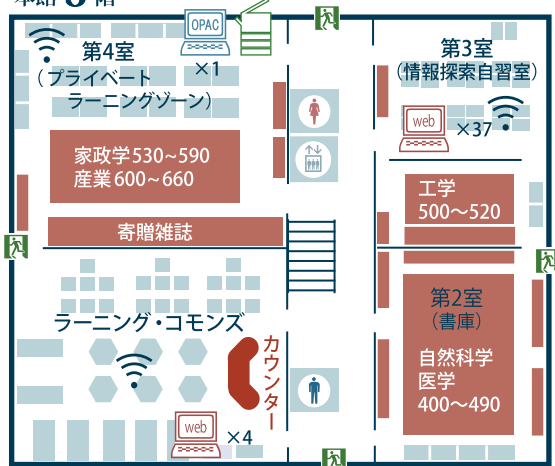 本館3階
OPAC
×1
第4室
(プライベート
ラーニングゾーン)
第3室
(情報探索自習室)
web
×37
家政学530~590
産業600~660
工学
500~520
寄贈雑誌
第2室
(書庫)
自然科学
医学
400~490
ラーニング・コモンズ
カウンター
web
×4